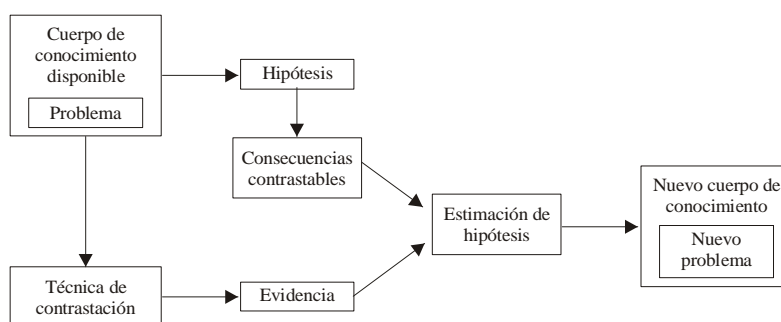 Cuerpo de
conocimiento
disponible
Problema
Hipótesis
Consecuencias
contrastables
Técnica de
contrastación
Evidencia
Estimación de
hipótesis
Nuevo cuerpo de
conocimiento
Nuevo
problema